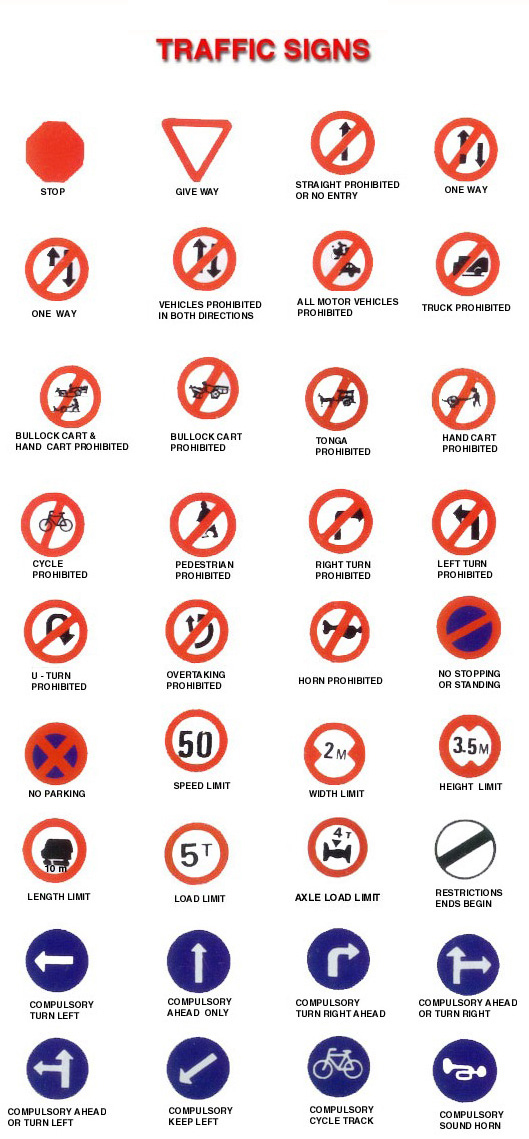 TRAFFIC SIGNS
STOP
GIVE WAY
STRAIGHT PROHIBITED
OR NO ENTRY
ONE WAY
ONE WAY
VEHICLES PROHIBITED
IN BOTH DIRECTIONS
ALL MOTOR VEHICLES
PROHIBITED
TRUCK PROHIBITED
BULLOCK CART &
HAND CART PROHIBITED
BULLOCK CART
PROHIBITED
TONGA
PROHIBITED
HAND CART
PROHIBITED
CYCLE
PROHIBITED
PEDESTRIAN
PROHIBITED
RIGHT TURN
PROHIBITED
LEFT TURN
PROHIBITED
U - TURN
PROHIBITED
OVERTAKING
PROHIBITED
HORN PROHIBITED
NO STOPPING
OR STANDING
NO PARKING
50
SPEED LIMIT
2 M
WIDTH LIMIT
3.5 M
HEIGHT LIMIT
10 m
LENGTH LIMIT
5 T
LOAD LIMIT
4 T
AXLE LOAD LIMIT
RESTRICTIONS
ENDS BEGIN
COMPULSORY
TURN LEFT
COMPULSORY
AHEAD ONLY
COMPULSORY
TURN RIGHT AHEAD
COMPULSORY AHEAD
OR TURN RIGHT
COMPULSORY AHEAD
OR TURN LEFT
COMPULSORY
KEEP LEFT
COMPULSORY
CYCLE TRACK
COMPULSORY
SOUND HORN